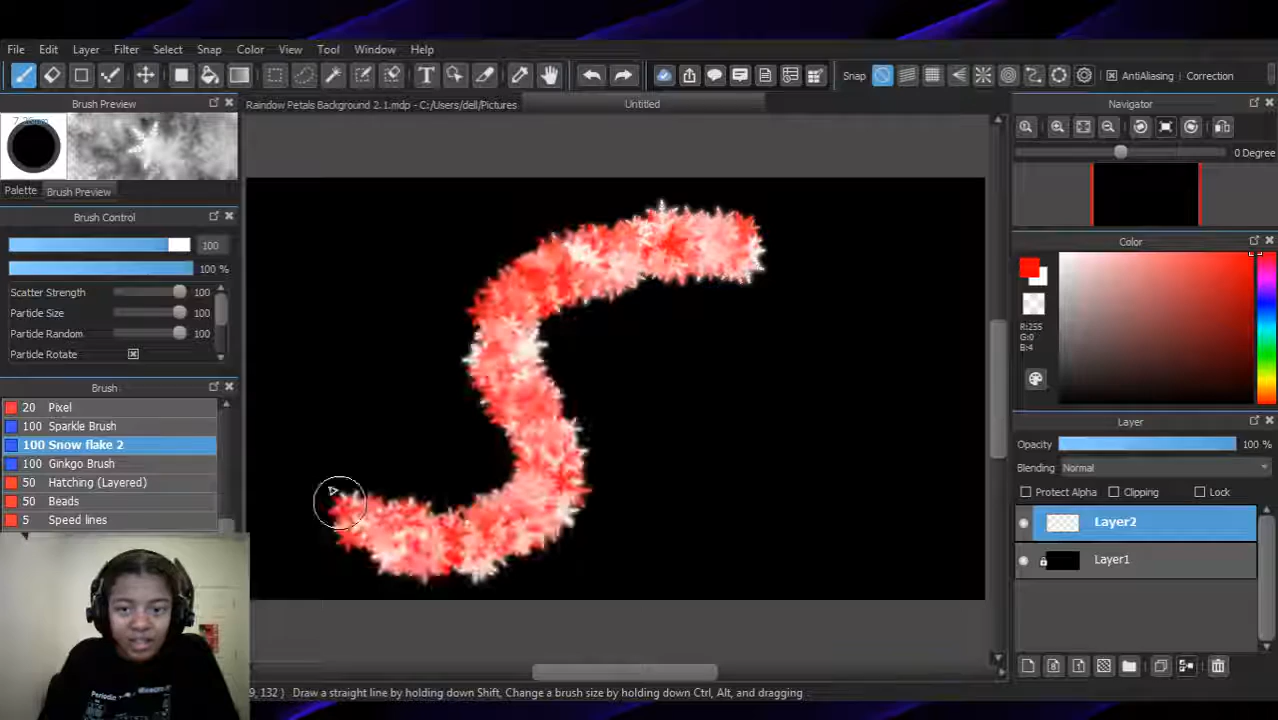 File Edit Layer Filter Select Snap Color View Tool Window Help
T Snap AntiAliasing Correction
Brush Preview
Rainbow Petals Background 2.1.mdp - C:/Users/dell/Pictures
Untitled
Navigator
0 Degree
Palette Brush Preview
Brush Control
100
100 %
Scatter Strength 100
Particle Size 100
Particle Random 100
Particle Rotate
Brush
20 Pixel
100 Sparkle Brush
100 Snow flake 2
100 Ginkgo Brush
50 Hatching (Layered)
50 Beads
5 Speed lines
Color
R:255
G:0
B:4
Layer
Opacity 100 %
Blending Normal
Protect Alpha Clipping Lock
Layer2
Layer1
9, 132 ) Draw a straight line by holding down Shift, Change a brush size by holding down Ctrl, Alt, and dragging
Periodic